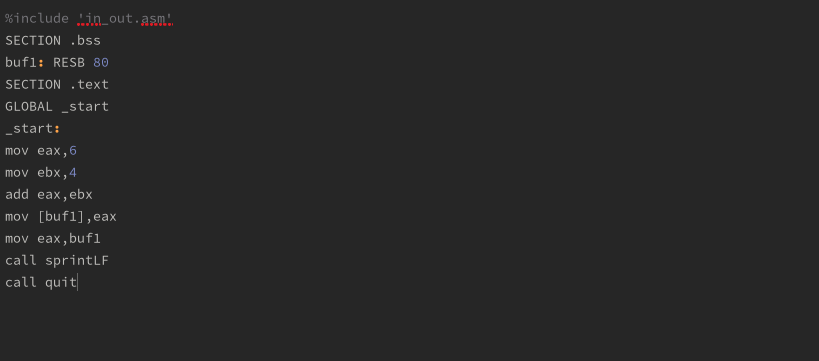 %include 'in_out.asm'
SECTION .bss
buf1: RESB 80
SECTION .text
GLOBAL _start
_start:
mov eax,6
mov ebx,4
add eax,ebx
mov [buf1],eax
mov eax,buf1
call sprintLF
call quit